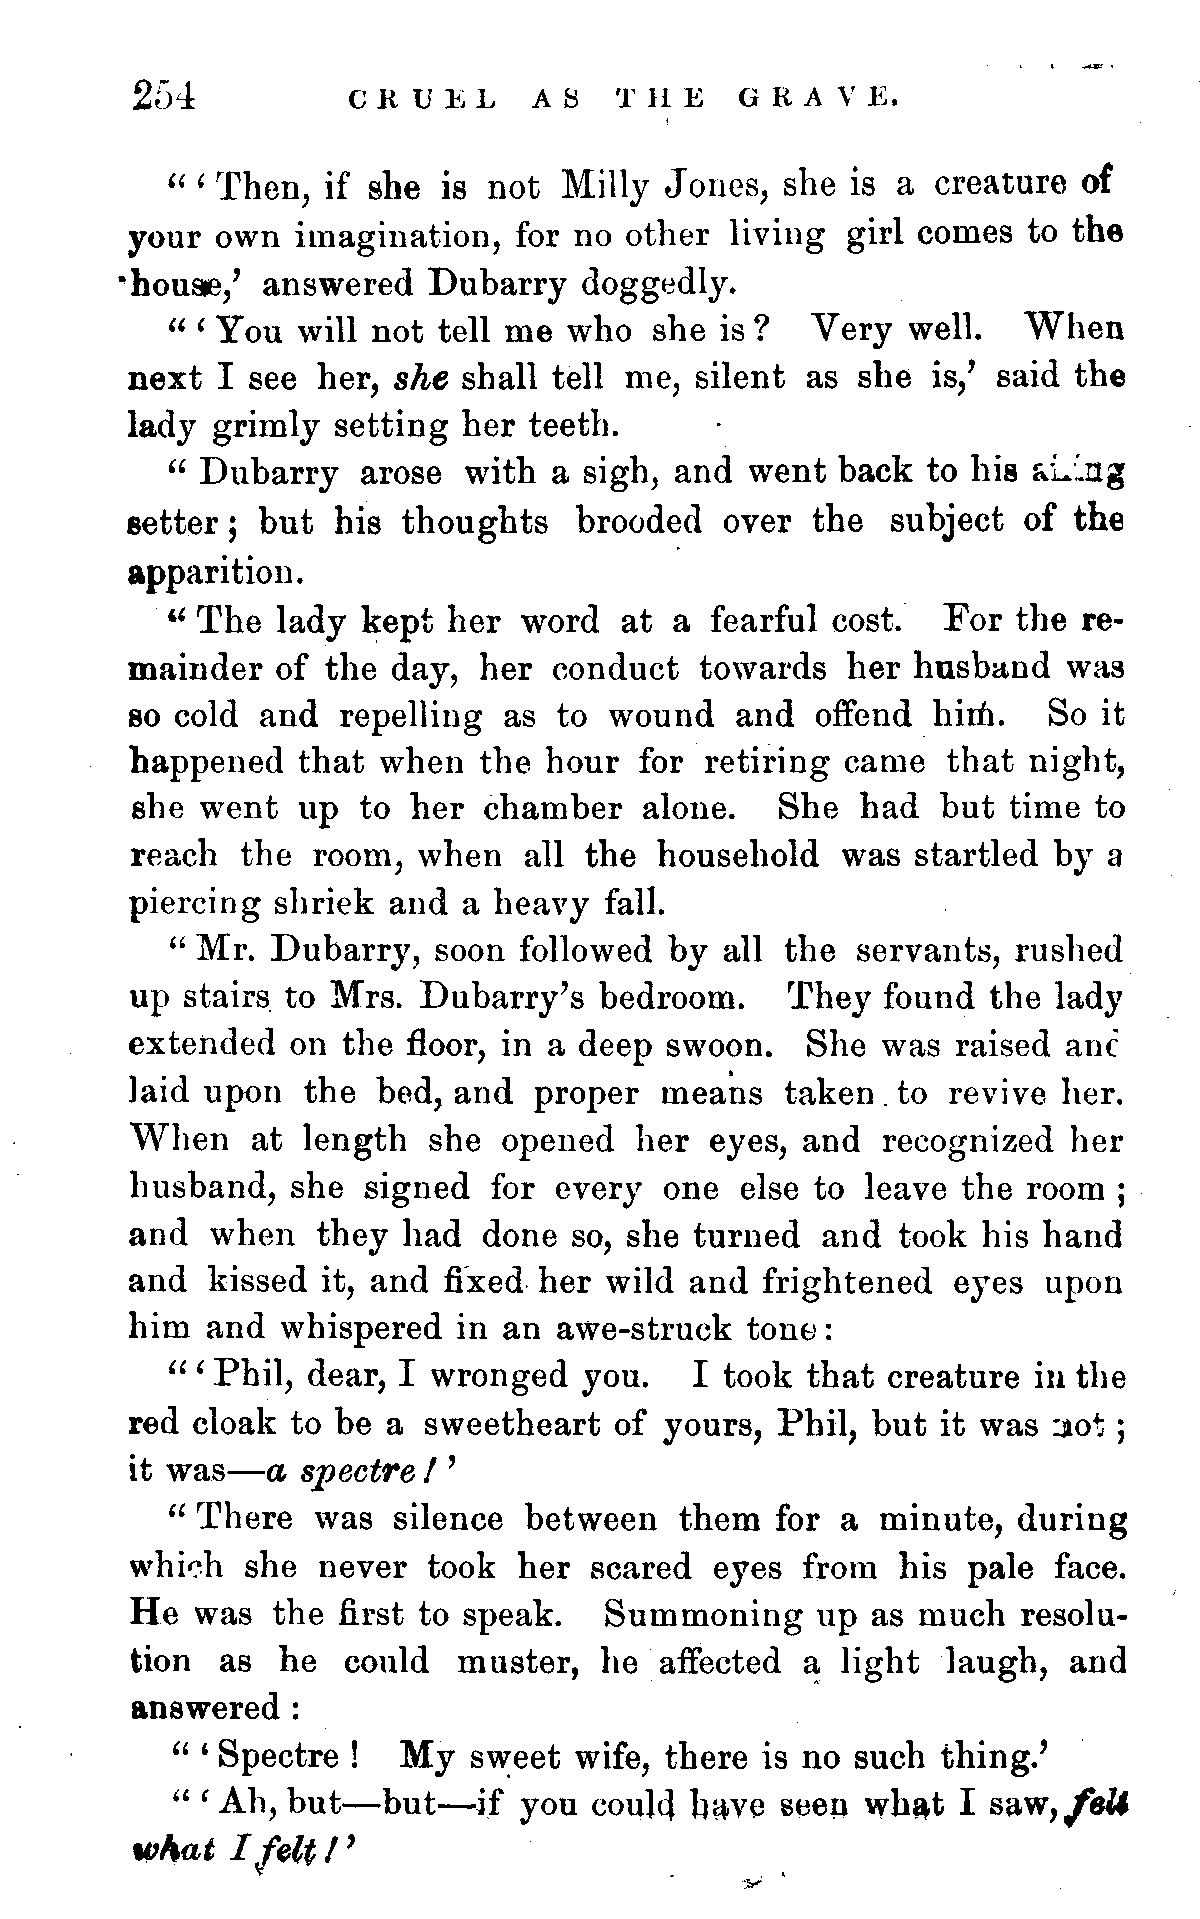 254 CRUEL AS THE GRAVE.
" ' Then, if she is not Milly Jones, she is a creature of
your own imagination, for no other living girl comes to the
house,' answered Dubarry doggedly.
" ' You will not tell me who she is ? Very well. When
next I see her, she shall tell me, silent as she is,' said the
lady grimly setting her teeth.
" Dubarry arose with a sigh, and went back to his
setter ; but his thoughts brooded over the subject of the
apparition.
" The lady kept her word at a fearful cost. For the re-
mainder of the day, her conduct towards her husband was
so cold and repelling as to wound and offend him. So it
happened that when the hour for retiring came that night,
she went up to her chamber alone. She had but time to
reach the room, when all the household was startled by a
piercing shriek and a heavy fall.
" Mr. Dubarry, soon followed by all the servants, rushed
up stairs to Mrs. Dubarry's bedroom. They found the lady
extended on the floor, in a deep swoon. She was raised and
laid upon the bed, and proper means taken to revive her.
When at length she opened her eyes, and recognized her
husband, she signed for every one else to leave the room ;
and when they had done so, she turned and took his hand
and kissed it, and fixed her wild and frightened eyes upon
him and whispered in an awe-struck tone :
" ' Phil, dear, I wronged you. I took that creature in the
red cloak to be a sweetheart of yours, Phil, but it was not ;
it was—a spectre ! '
" There was silence between them for a minute, during
which she never took her scared eyes from his pale face.
He was the first to speak. Summoning up as much resolu-
tion as he could muster, he affected a light laugh, and
answered :
" ' Spectre ! My sweet wife, there is no such thing.'
" ' Ah, but—but—if you could have seen what I saw, felt
what I felt ! '